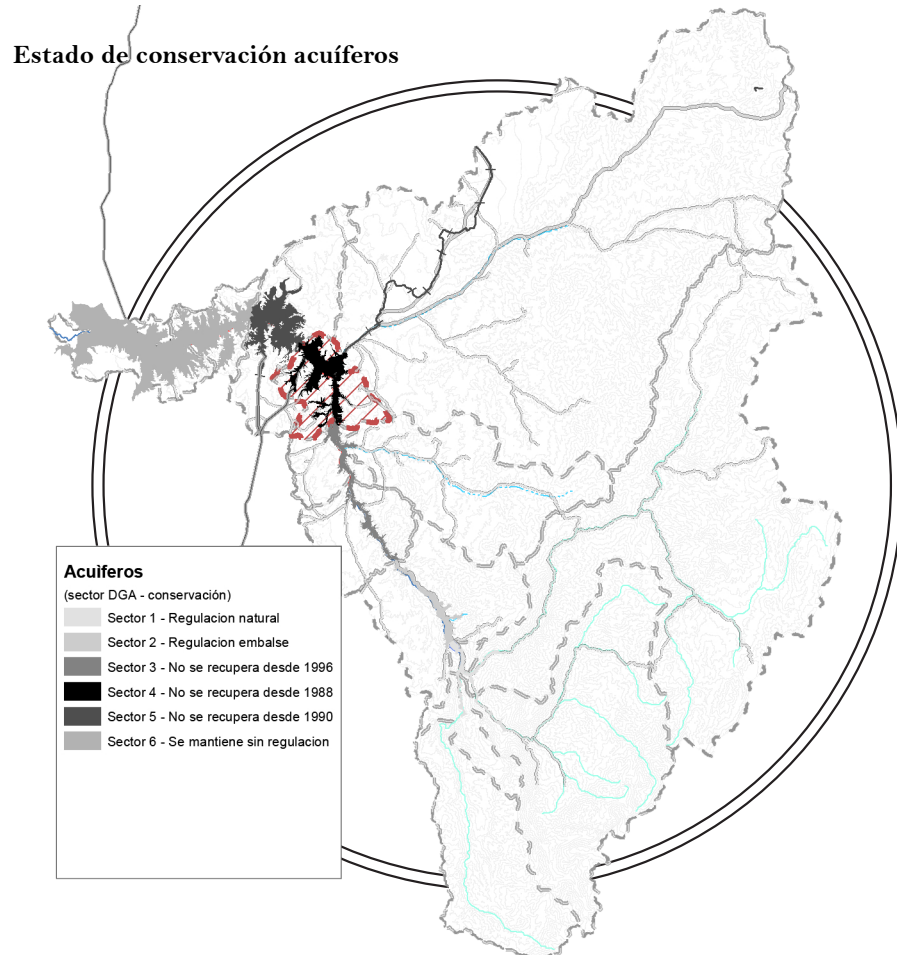 Estado de conservación acuíferos
Acuiferos
(sector DGA - conservación)
Sector 1 - Regulacion natural
Sector 2 - Regulacion embalse
Sector 3 - No se recupera desde 1996
Sector 4 - No se recupera desde 1988
Sector 5 - No se recupera desde 1990
Sector 6 - Se mantiene sin regulacion